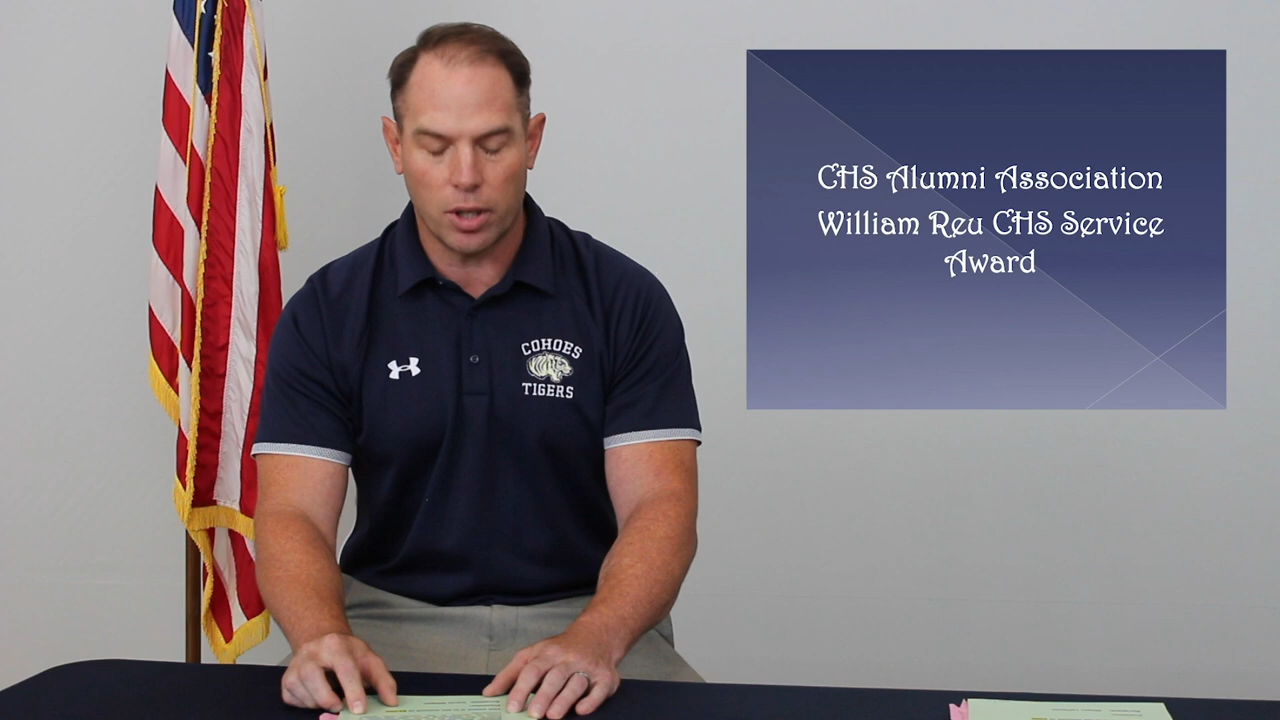 CHS Alumni Association
William Reu CHS Service
Award
COHOES
TIGERS